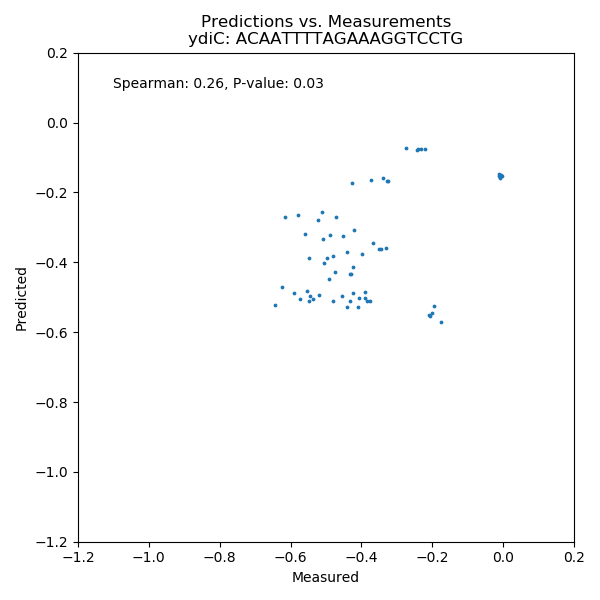 Predictions vs. Measurements
ydiC: ACAATTTTAGAAAGGTCCTG
Spearman: 0.26, P-value: 0.03
0.2
0.0
−0.2
−0.4
−0.6
−0.8
−1.0
−1.2
Predicted
−1.2 −1.0 −0.8 −0.6 −0.4 −0.2 0.0 0.2
Measured